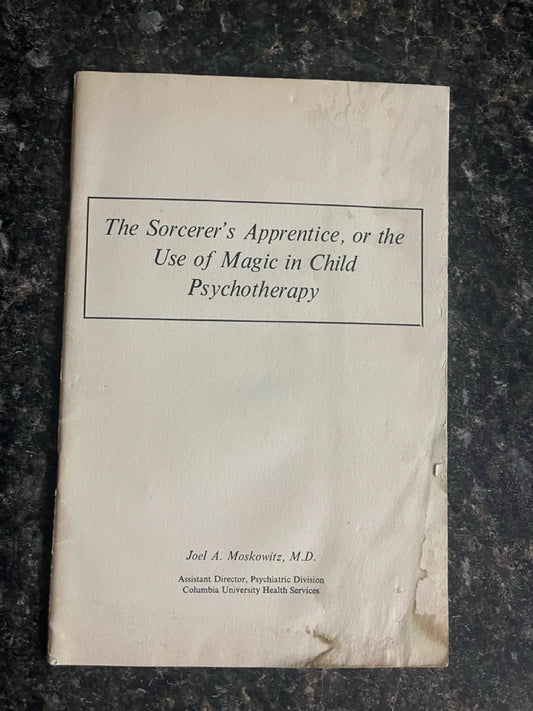 The Sorcerer's Apprentice, or the
Use of Magic in Child
Psychotherapy
Joel A. Moskowitz, M.D.
Assistant Director, Psychiatric Division
Columbia University Health Services